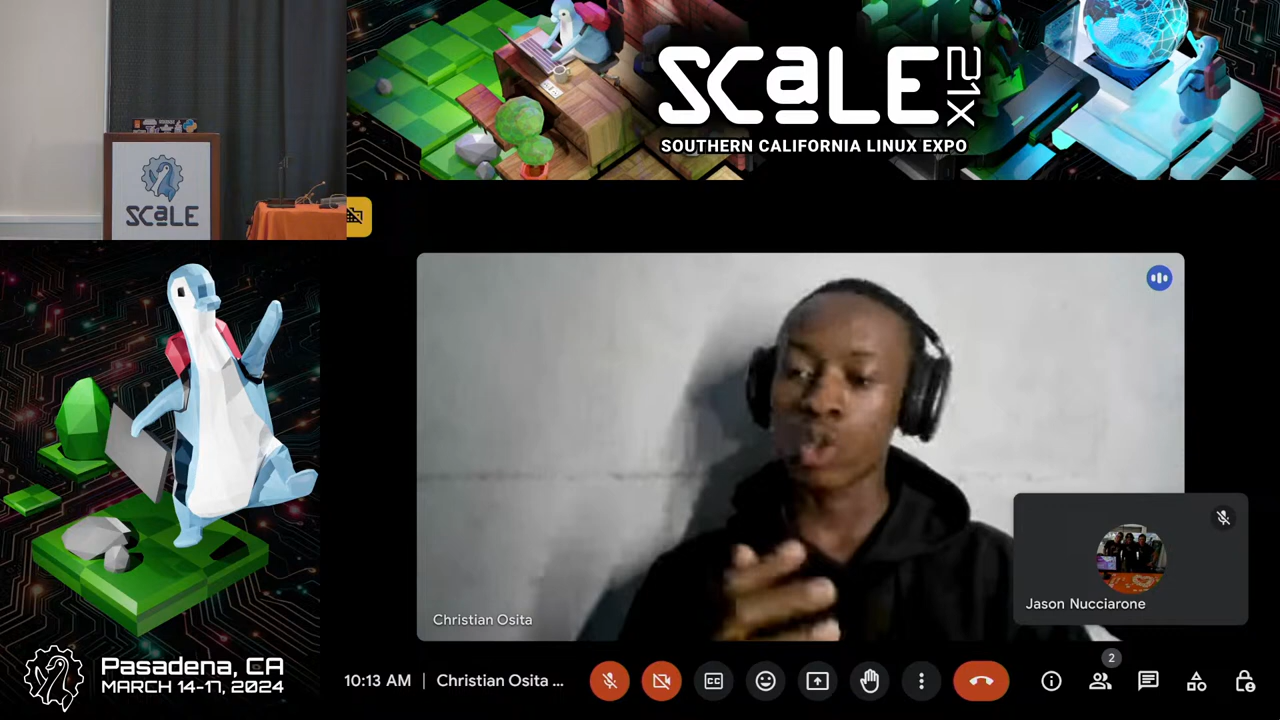 SCaLE
SCaLE 21x
SOUTHERN CALIFORNIA LINUX EXPO
Christian Osita
Jason Nucciarone
Pasadena, CA
MARCH 14-17, 2024
10:13 AM | Christian Osita ...
CC
2